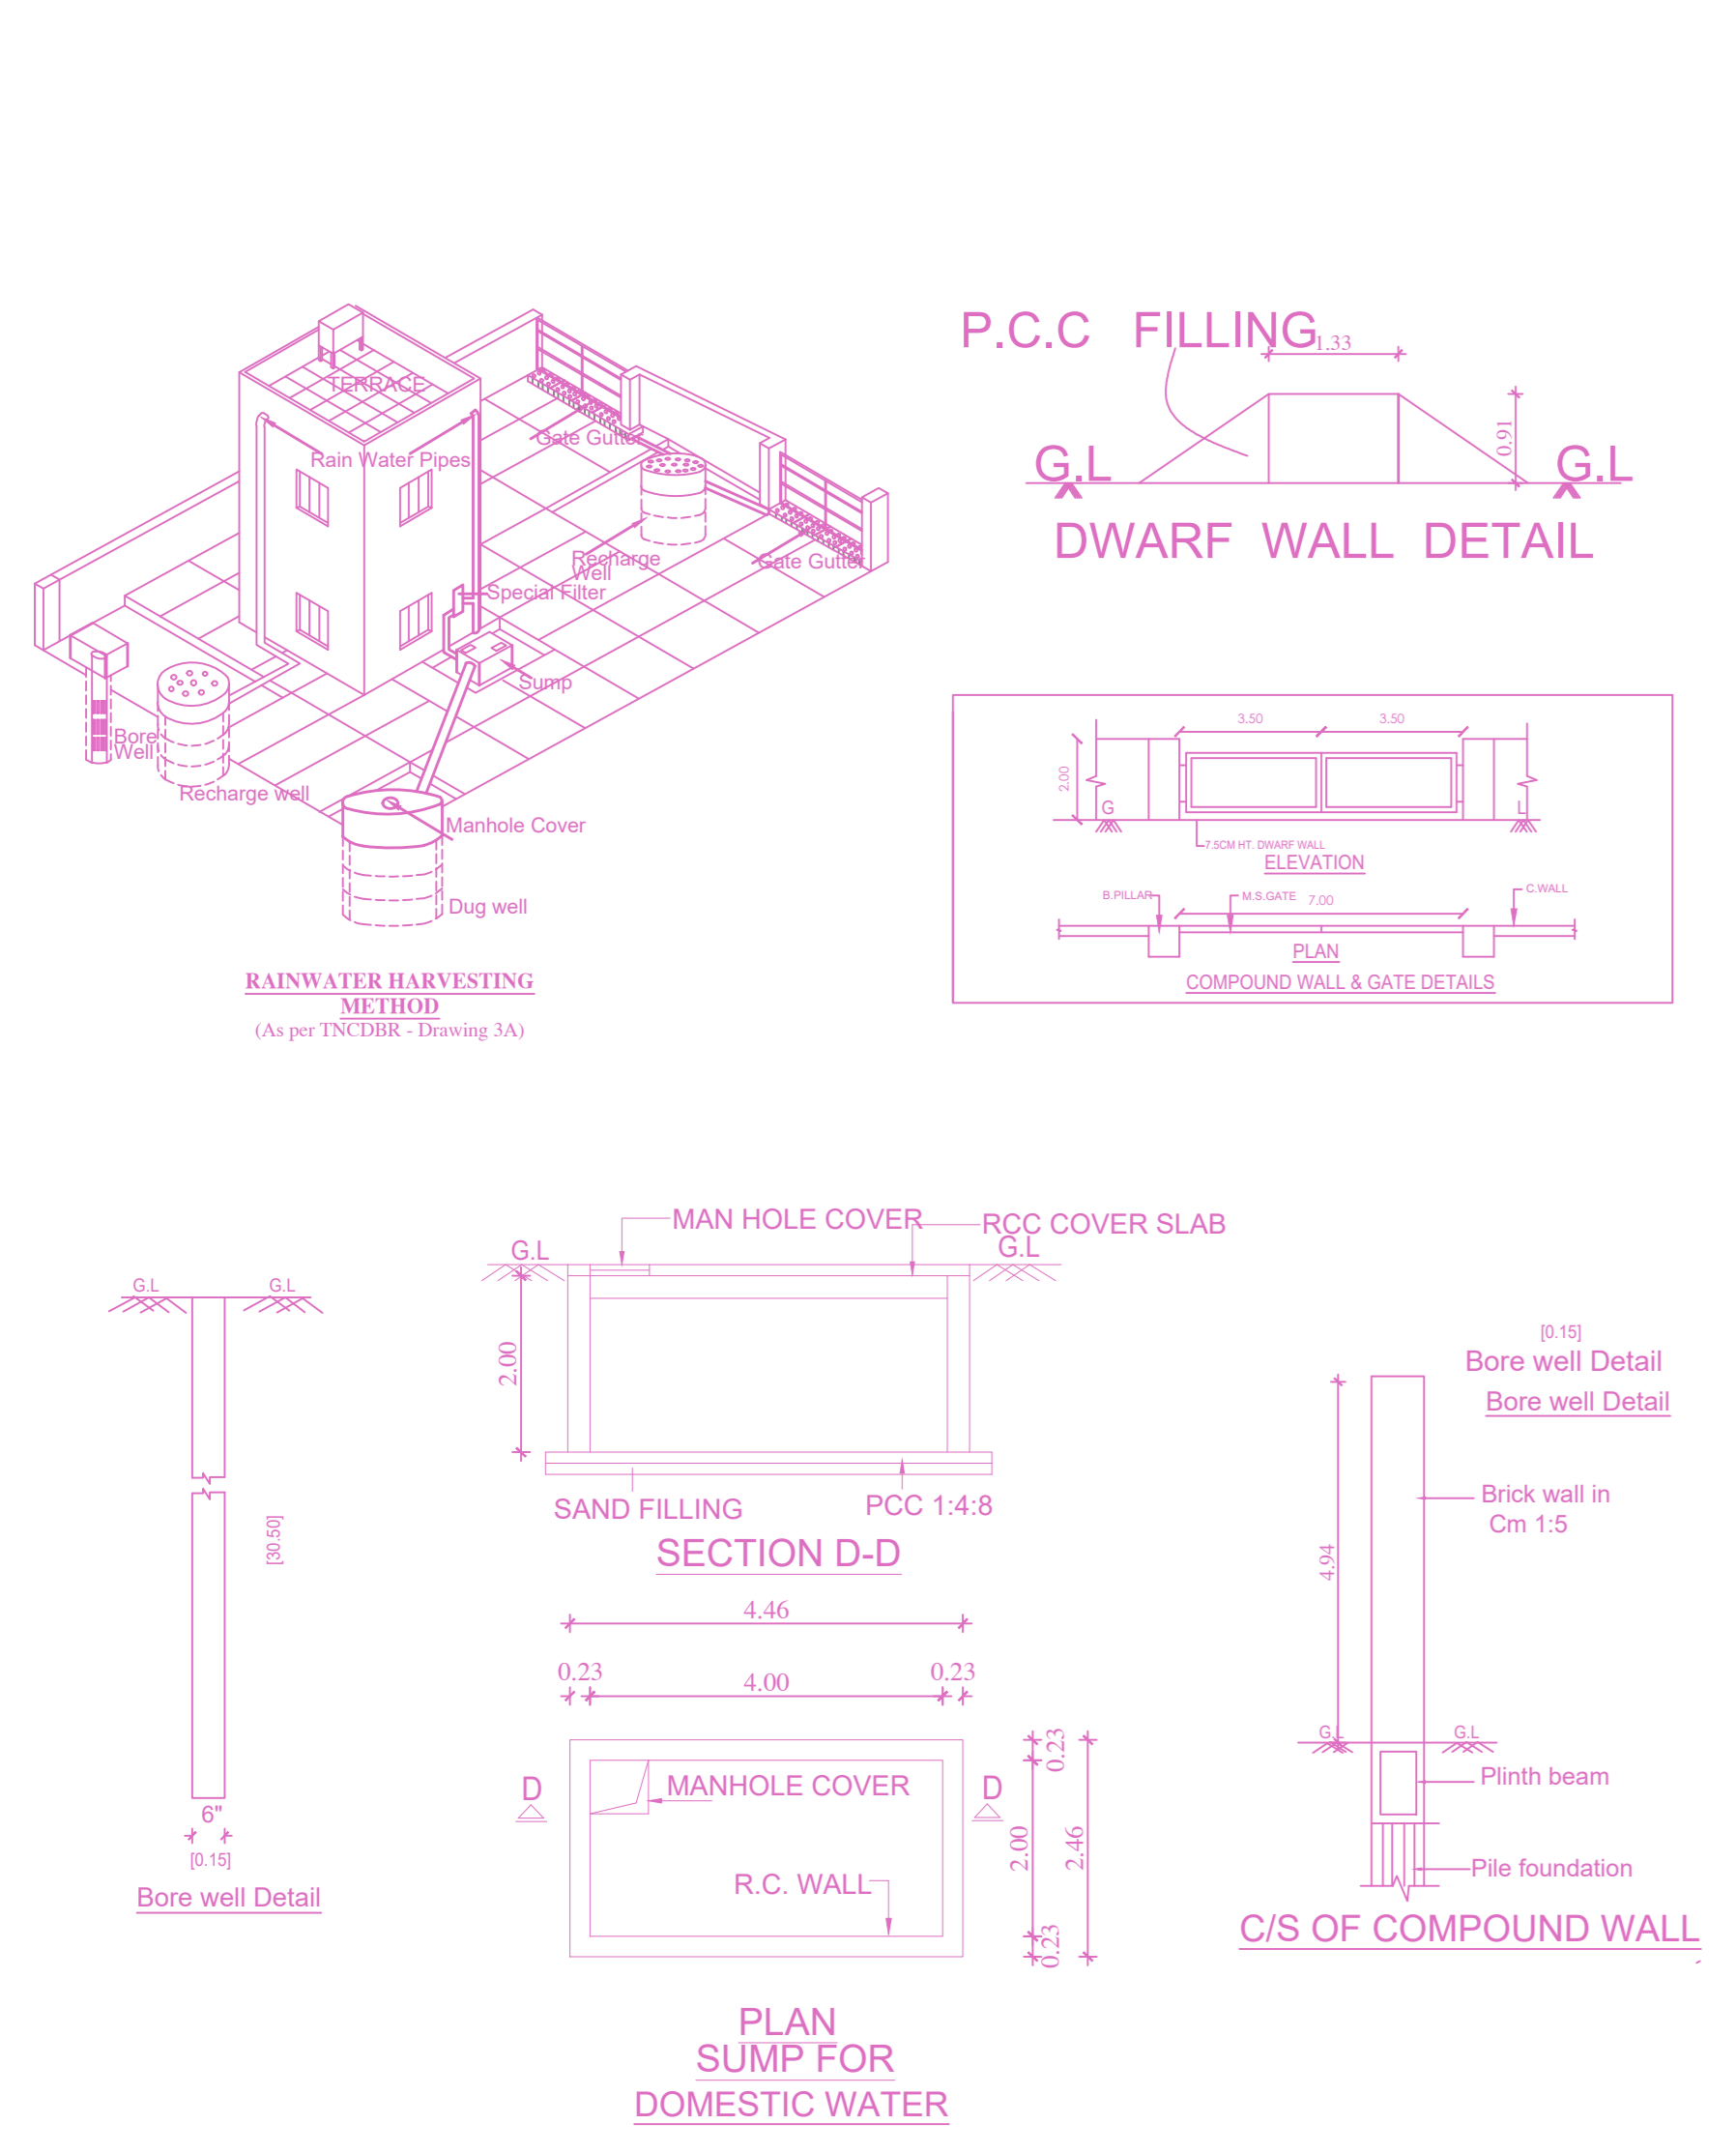 TERRACE
Rain Water Pipes
Gate Gutter
Recharge
Well
Gate Gutter
Special Filter
Sump
Bore
Well
Recharge well
Manhole Cover
Dug well
RAINWATER HARVESTING
METHOD
(As per TNCDBR - Drawing 3A)
P.C.C FILLING
1.33
0.91
G.L
G.L
DWARF WALL DETAIL
3.50
3.50
2.00
G
L
7.5CM HT. DWARF WALL
ELEVATION
B.PILLAR
M.S.GATE
7.00
C.WALL
PLAN
COMPOUND WALL & GATE DETAILS
G.L
G.L
[30.50]
6"
[0.15]
Bore well Detail
MAN HOLE COVER
RCC COVER SLAB
G.L
G.L
2.00
SAND FILLING
PCC 1:4:8
SECTION D-D
4.46
0.23
4.00
0.23
D
MANHOLE COVER
D
R.C. WALL
0.23
2.00
2.46
0.23
PLAN
SUMP FOR
DOMESTIC WATER
[0.15]
Bore well Detail
Bore well Detail
4.94
Brick wall in
Cm 1:5
G.L
G.L
Plinth beam
Pile foundation
C/S OF COMPOUND WALL